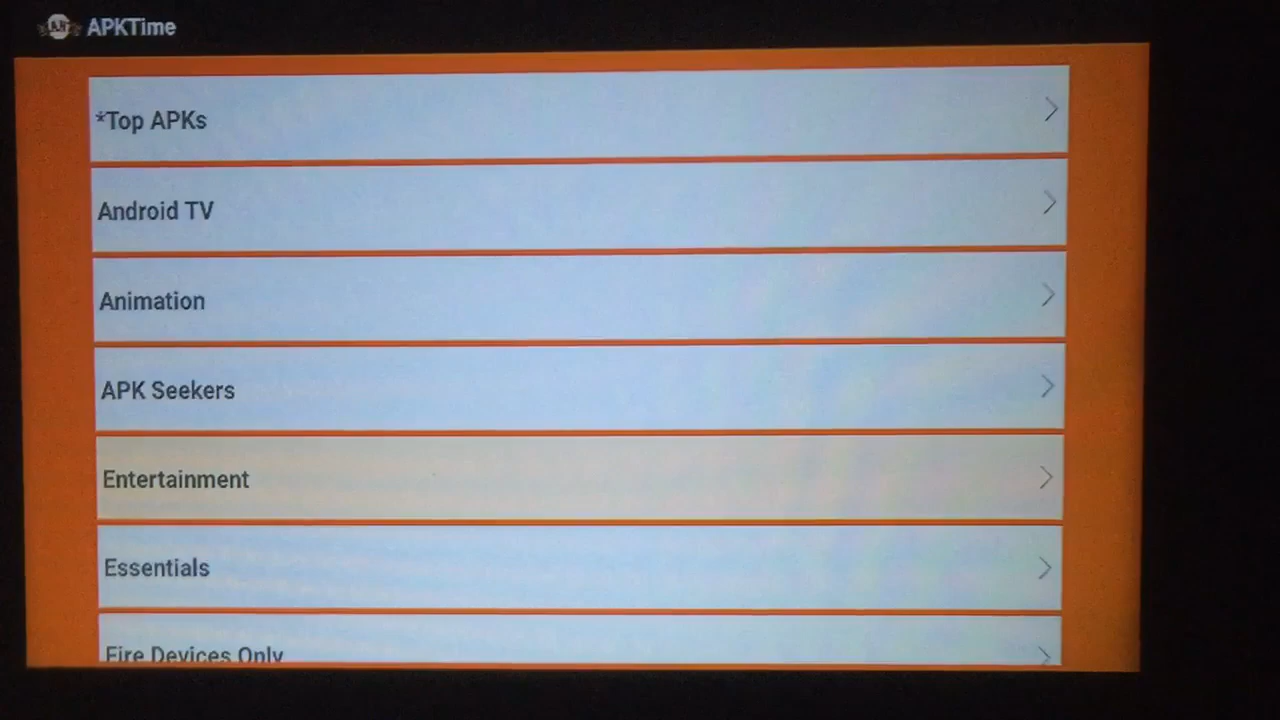 APKTime
*Top APKs
Android TV
Animation
APK Seekers
Entertainment
Essentials
Fire Devices Only